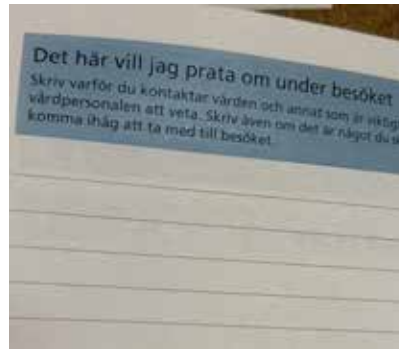 Det här vill jag prata om under besöket
Skriv varför du kontaktar vården och annat som är viktigt
vårdpersonalen att veta. Skriv även om det är något du
komma ihåg att ta med till besöket.